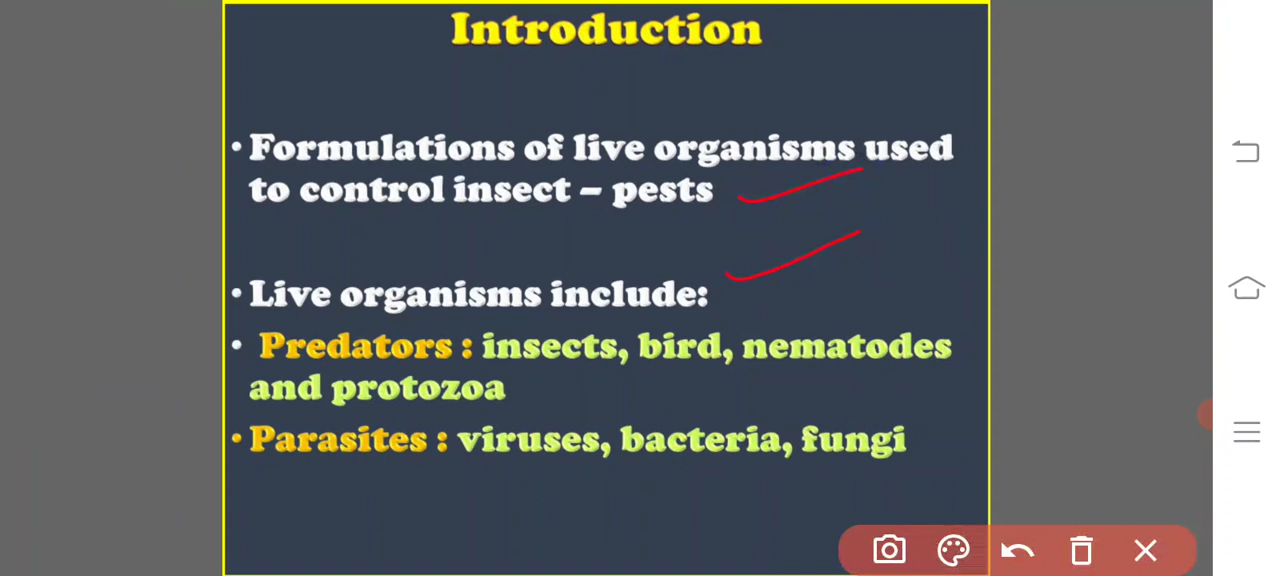 Introduction
• Formulations of live organisms used
to control insect – pests
• Live organisms include:
• Predators : insects, bird, nematodes
and protozoa
• Parasites : viruses, bacteria, fungi